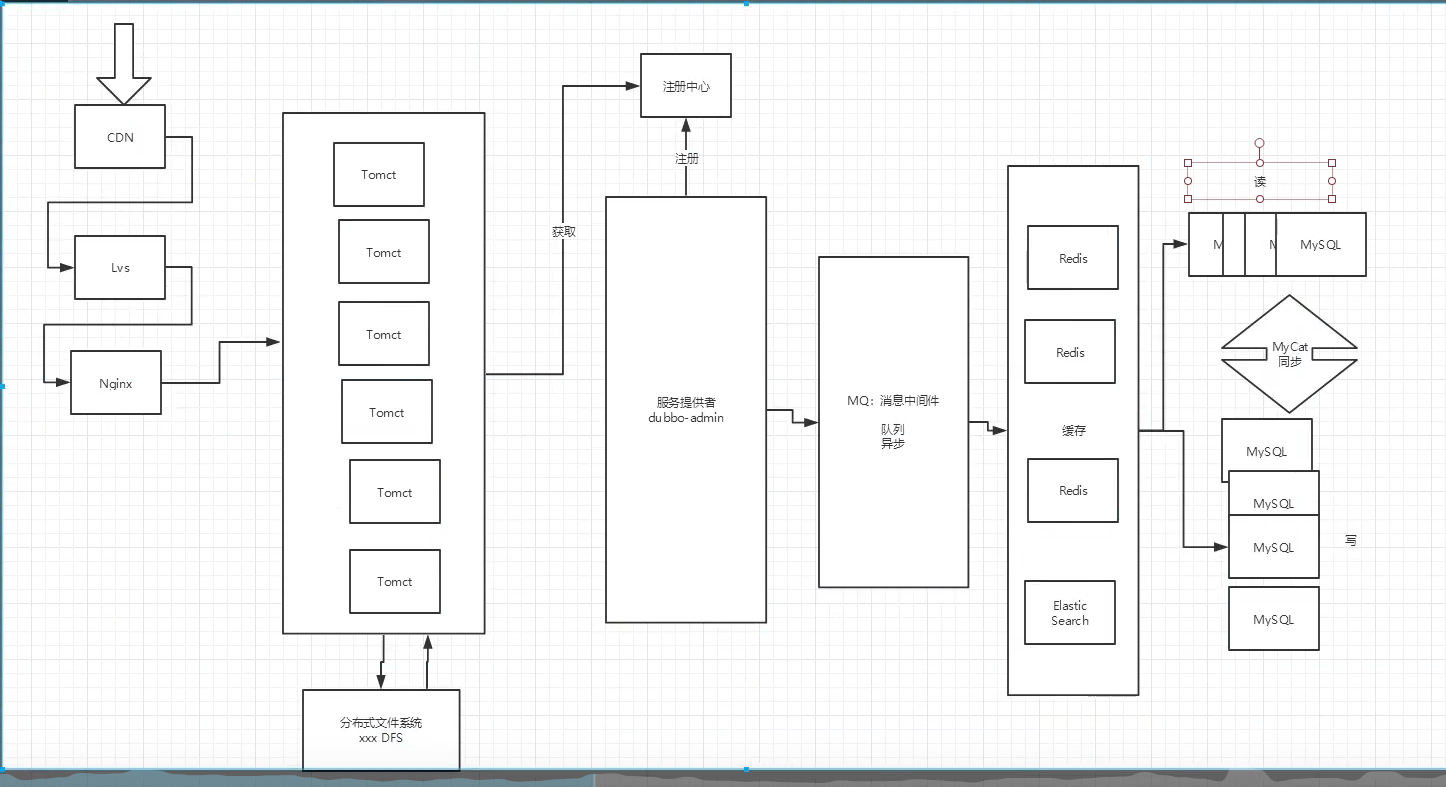 CDN
Lvs
Nginx
Tomct
Tomct
Tomct
Tomct
Tomct
Tomct
分布式文件系统
xxx DFS
获取
注册中心
注册
服务提供者
dubbo-admin
MQ：消息中间件
队列
异步
Redis
Redis
缓存
Redis
Elastic
Search
读
M
M
MySQL
MyCat
同步
MySQL
MySQL
MySQL
写
MySQL